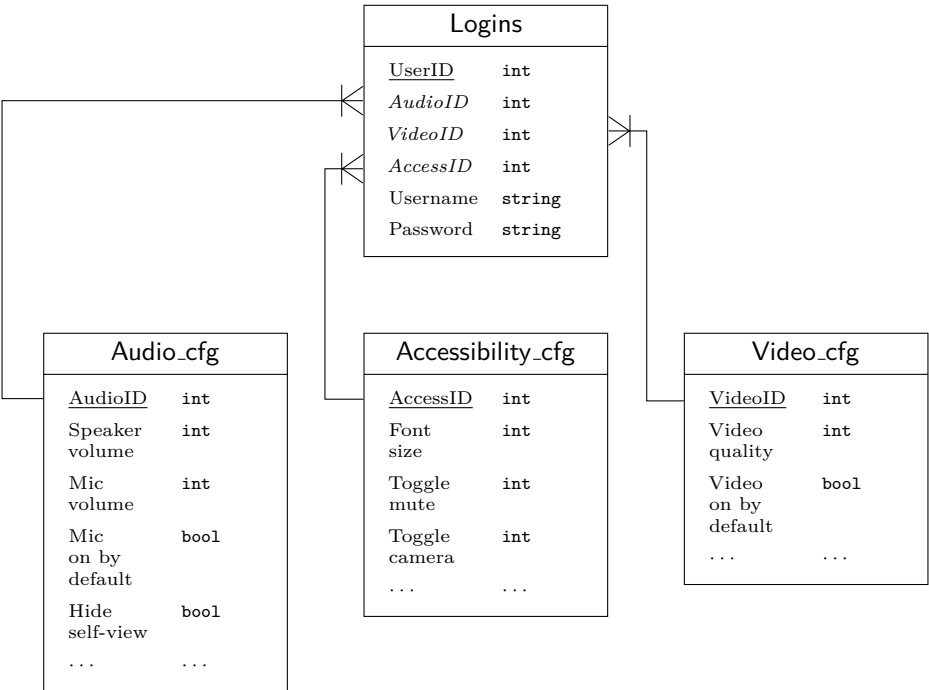 Logins
UserID int
AudioID int
VideoID int
AccessID int
Username string
Password string
Audio_cfg
AudioID int
Speaker int
volume
Mic int
volume
Mic bool
on by
default
Hide bool
self-view
... ...
Accessibility_cfg
AccessID int
Font int
size
Toggle int
mute
Toggle int
camera
... ...
Video_cfg
VideoID int
Video int
quality
Video bool
on by
default
... ...